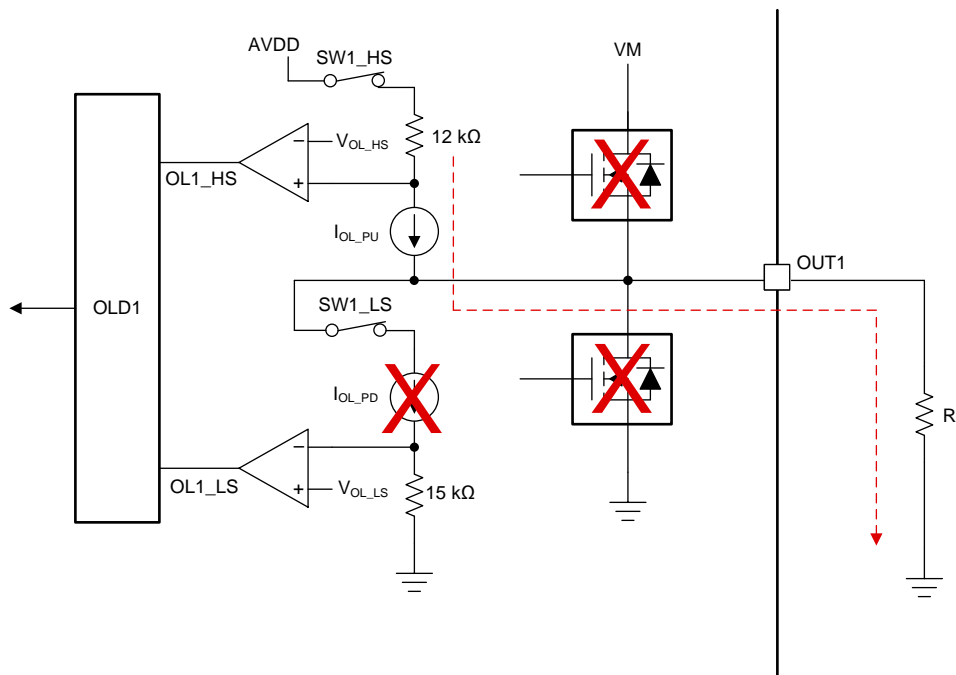 AVDD
SW1_HS
VM
12 kΩ
− VOL_HS
+
OL1_HS
IOL_PU
OUT1
OLD1
SW1_LS
IOL_PD
R
−
OL1_LS
+ VOL_LS
15 kΩ